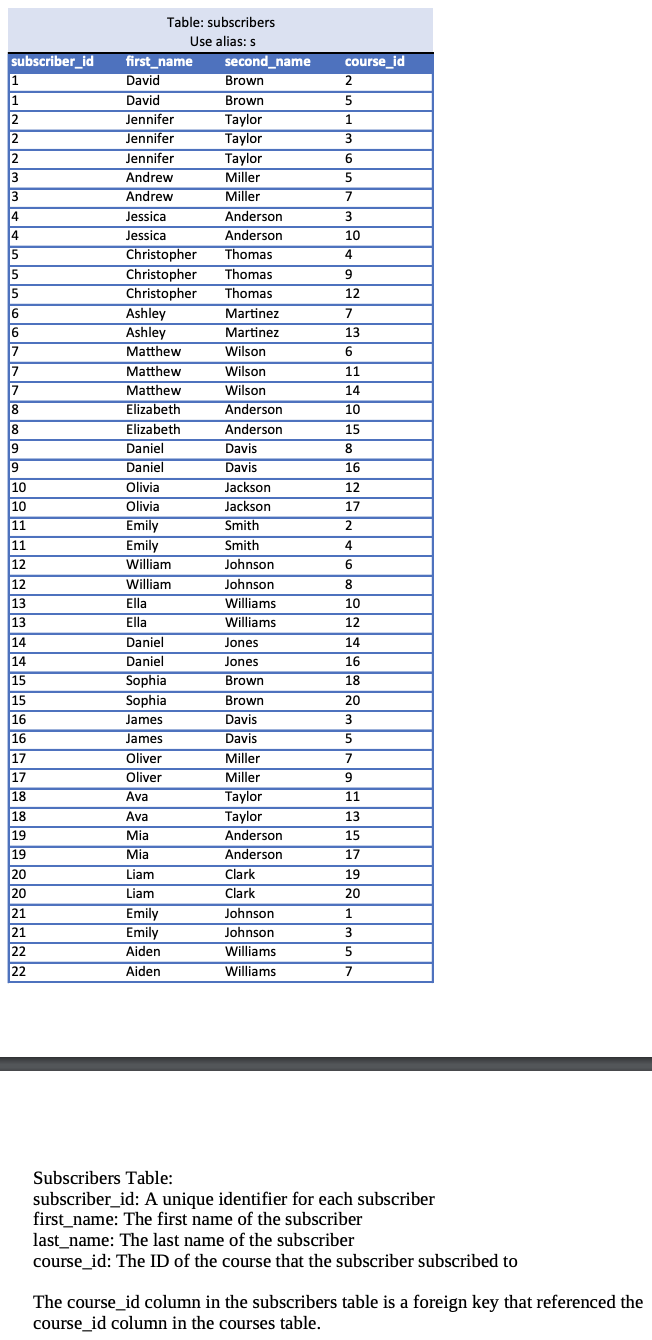 Table: subscribers
Use alias: s
subscriber_id first_name second_name course_id
1 David Brown 2
1 David Brown 5
2 Jennifer Taylor 1
2 Jennifer Taylor 3
2 Jennifer Taylor 6
3 Andrew Miller 5
3 Andrew Miller 7
4 Jessica Anderson 3
4 Jessica Anderson 10
5 Christopher Thomas 4
5 Christopher Thomas 9
5 Christopher Thomas 12
6 Ashley Martinez 7
6 Ashley Martinez 13
7 Matthew Wilson 6
7 Matthew Wilson 11
7 Matthew Wilson 14
8 Elizabeth Anderson 10
8 Elizabeth Anderson 15
9 Daniel Davis 8
9 Daniel Davis 16
10 Olivia Jackson 12
10 Olivia Jackson 17
11 Emily Smith 2
11 Emily Smith 4
12 William Johnson 6
12 William Johnson 8
13 Ella Williams 10
13 Ella Williams 12
14 Daniel Jones 14
14 Daniel Jones 16
15 Sophia Brown 18
15 Sophia Brown 20
16 James Davis 3
16 James Davis 5
17 Oliver Miller 7
17 Oliver Miller 9
18 Ava Taylor 11
18 Ava Taylor 13
19 Mia Anderson 15
19 Mia Anderson 17
20 Liam Clark 19
20 Liam Clark 20
21 Emily Johnson 1
21 Emily Johnson 3
22 Aiden Williams 5
22 Aiden Williams 7
Subscribers Table:
subscriber_id: A unique identifier for each subscriber
first_name: The first name of the subscriber
last_name: The last name of the subscriber
course_id: The ID of the course that the subscriber subscribed to
The course_id column in the subscribers table is a foreign key that referenced the
course_id column in the courses table.